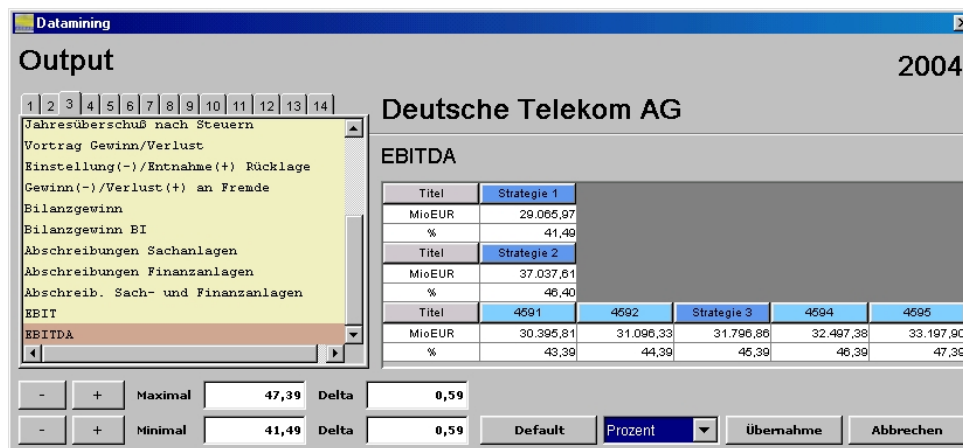 Datamining
Output
2004
1 2 3 4 5 6 7 8 9 10 11 12 13 14
Deutsche Telekom AG
Jahresüberschuß nach Steuern
Vortrag Gewinn/Verlust
Einstellung(-)/Entnahme(+) Rücklage
Gewinn(-)/Verlust(+) an Fremde
Bilanzgewinn
Bilanzgewinn BI
Abschreibungen Sachanlagen
Abschreibungen Finanzanlagen
Abschreib. Sach- und Finanzanlagen
EBIT
EBITDA
EBITDA
Titel Strategie 1
MioEUR 29.065,97
% 41,49
Titel Strategie 2
MioEUR 37.037,61
% 46,40
Titel 4591 4592 Strategie 3 4594 4595
MioEUR 30.395,81 31.096,33 31.796,86 32.497,38 33.197,90
% 43,39 44,39 45,39 46,39 47,39
- + Maximal 47,39 Delta 0,59
- + Minimal 41,49 Delta 0,59 Default Prozent Übernahme Abbrechen